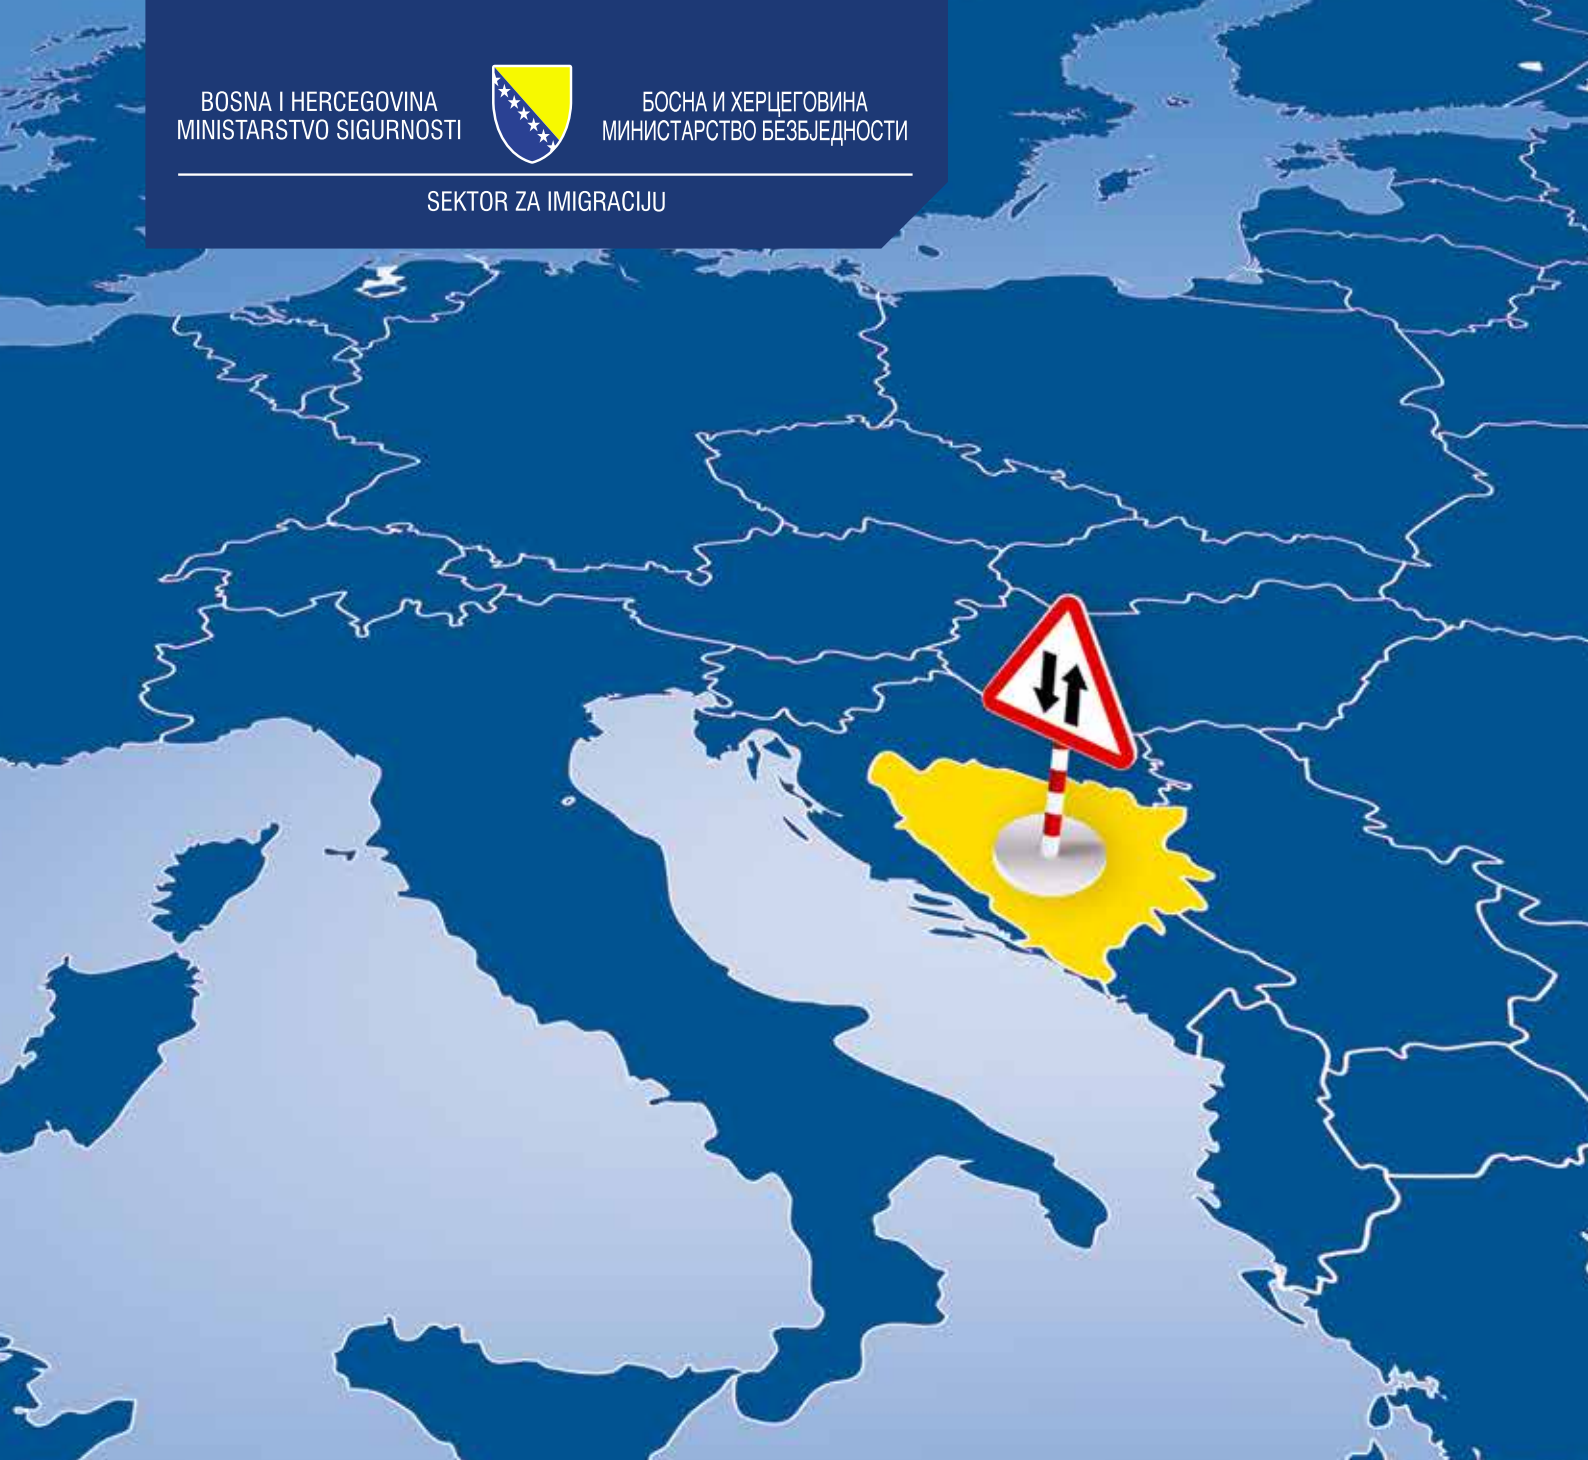 BOSNA I HERCEGOVINA
MINISTARSTVO SIGURNOSTI
БОСНА И ХЕРЦЕГОВИНА
МИНИСТАРСТВО БЕЗБЈЕДНОСТИ
SEKTOR ZA IMIGRACIJU